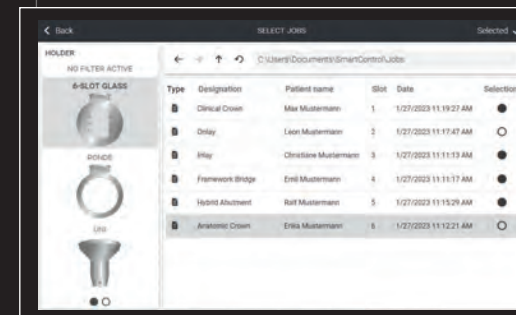 Back SELECT JOBS Selected
HOLDER
NO FILTER ACTIVE
C:\Users\Documents\SmartControl\Jobs
6-SLOT GLASS
RONDE
UNI
Type Designation Patient name Slot Date Selection
Clinical Crown Max Mustermann 1 1/27/2023 11:19:27 AM
Onlay Leon Mustermann 2 1/27/2023 11:17:47 AM
Inlay Christiane Mustermann 3 1/27/2023 11:11:13 AM
Framework Bridge Emil Mustermann 4 1/27/2023 11:11:17 AM
Hybrid Abutment Ralf Mustermann 5 1/27/2023 11:15:29 AM
Anatomic Crown Erika Mustermann 6 1/27/2023 11:12:21 AM